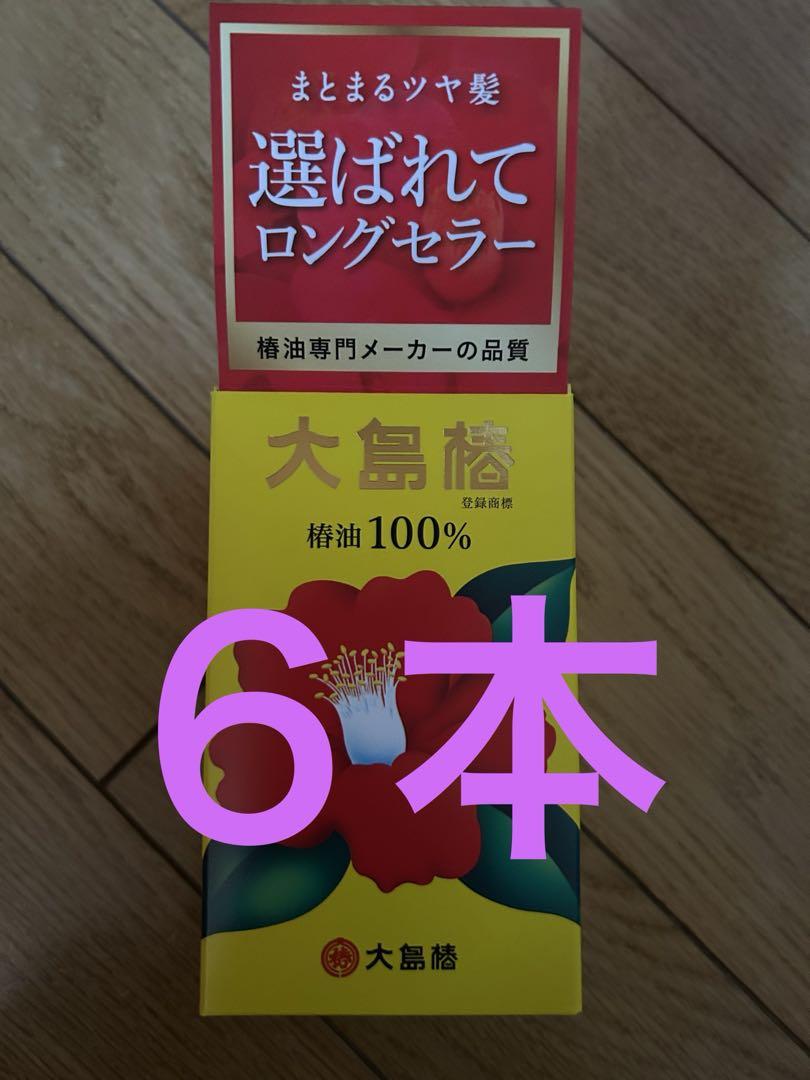 まとまるツヤ髪
選ばれて
ロングセラー
椿油専門メーカーの品質
大島椿
登録商標
椿油100%
6本
大島椿